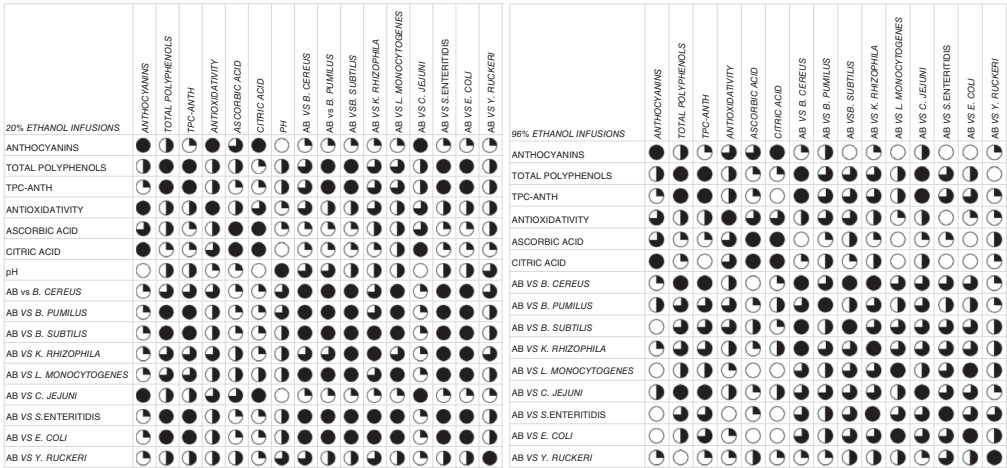 20% ETHANOL INFUSIONS
ANTHOCYANINS
TOTAL POLYPHENOLS
TPC-ANTH
ANTIOXIDATIVITY
ASCORBIC ACID
CITRIC ACID
PH
AB VS B. CEREUS
AB vs B. PUMILUS
AB VSB. SUBTILIS
AB VS K. RHIZOPHILA
AB VS L. MONOCYTOGENES
AB VS C. JEJUNI
AB VS S.ENTERITIDIS
AB VS E. COLI
AB VS Y. RUCKERI
ANTHOCYANINS
TOTAL POLYPHENOLS
TPC-ANTH
ANTIOXIDATIVITY
ASCORBIC ACID
CITRIC ACID
pH
AB vs B. CEREUS
AB VS B. PUMILUS
AB VS B. SUBTILIS
AB VS K. RHIZOPHILA
AB VS L. MONOCYTOGENES
AB VS C. JEJUNI
AB VS S.ENTERITIDIS
AB VS E. COLI
AB VS Y. RUCKERI
96% ETHANOL INFUSIONS
ANTHOCYANINS
TOTAL POLYPHENOLS
TPC-ANTH
ANTIOXIDATIVITY
ASCORBIC ACID
CITRIC S ACID
AB VS B. CEREUS
AB VS B. PUMILUS
AB VSB. SUBTILIS
AB VS K. RHIZOPHILA
AB VS L. MONOCYTOGENES
AB VS C. JEJUNI
AB VS S.ENTERITIDIS
AB VS E. COLI
AB VS Y. RUCKERI
ANTHOCYANINS
TOTAL POLYPHENOLS
TPC-ANTH
ANTIOXIDATIVITY
ASCORBIC ACID
CITRIC ACID
AB VS B. CEREUS
AB VS B. PUMILUS
AB VS B. SUBTILIS
AB VS K. RHIZOPHILA
AB VS L. MONOCYTOGENES
AB VS C. JEJUNI
AB VS S.ENTERITIDIS
AB VS E. COLI
AB VS Y. RUCKERI